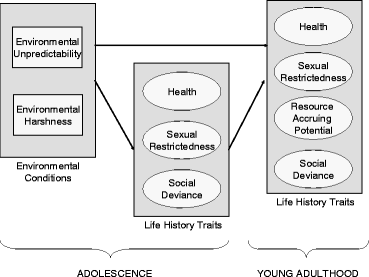 Environmental
Unpredictability
Environmental
Harshness
Environmental
Conditions
Health
Sexual
Restrictedness
Social
Deviance
Life History Traits
Health
Sexual
Restrictedness
Resource
Accruing
Potential
Social
Deviance
Life History Traits
ADOLESCENCE
YOUNG ADULTHOOD